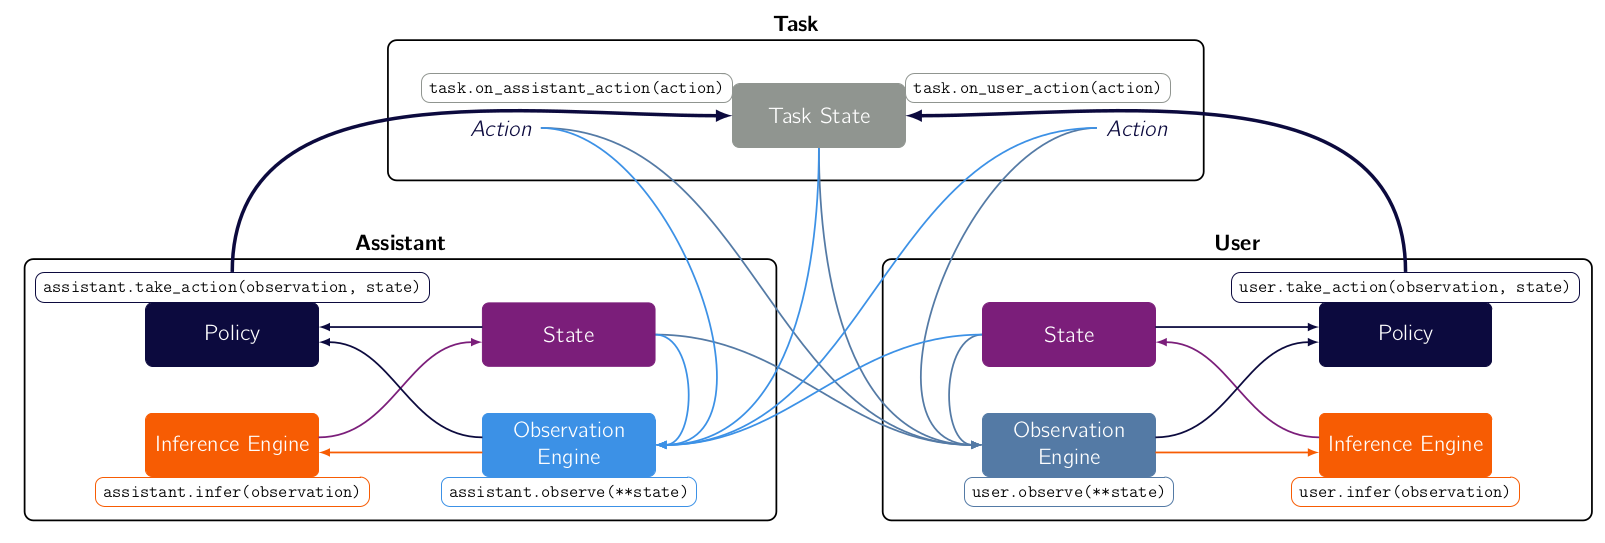 Task
task.on_assistant_action(action)
task.on_user_action(action)
Task State
Action
Action
Assistant
User
assistant.take_action(observation, state)
user.take_action(observation, state)
Policy
State
State
Policy
Inference Engine
Observation
Engine
Observation
Engine
Inference Engine
assistant.infer(observation)
assistant.observe(**state)
user.observe(**state)
user.infer(observation)